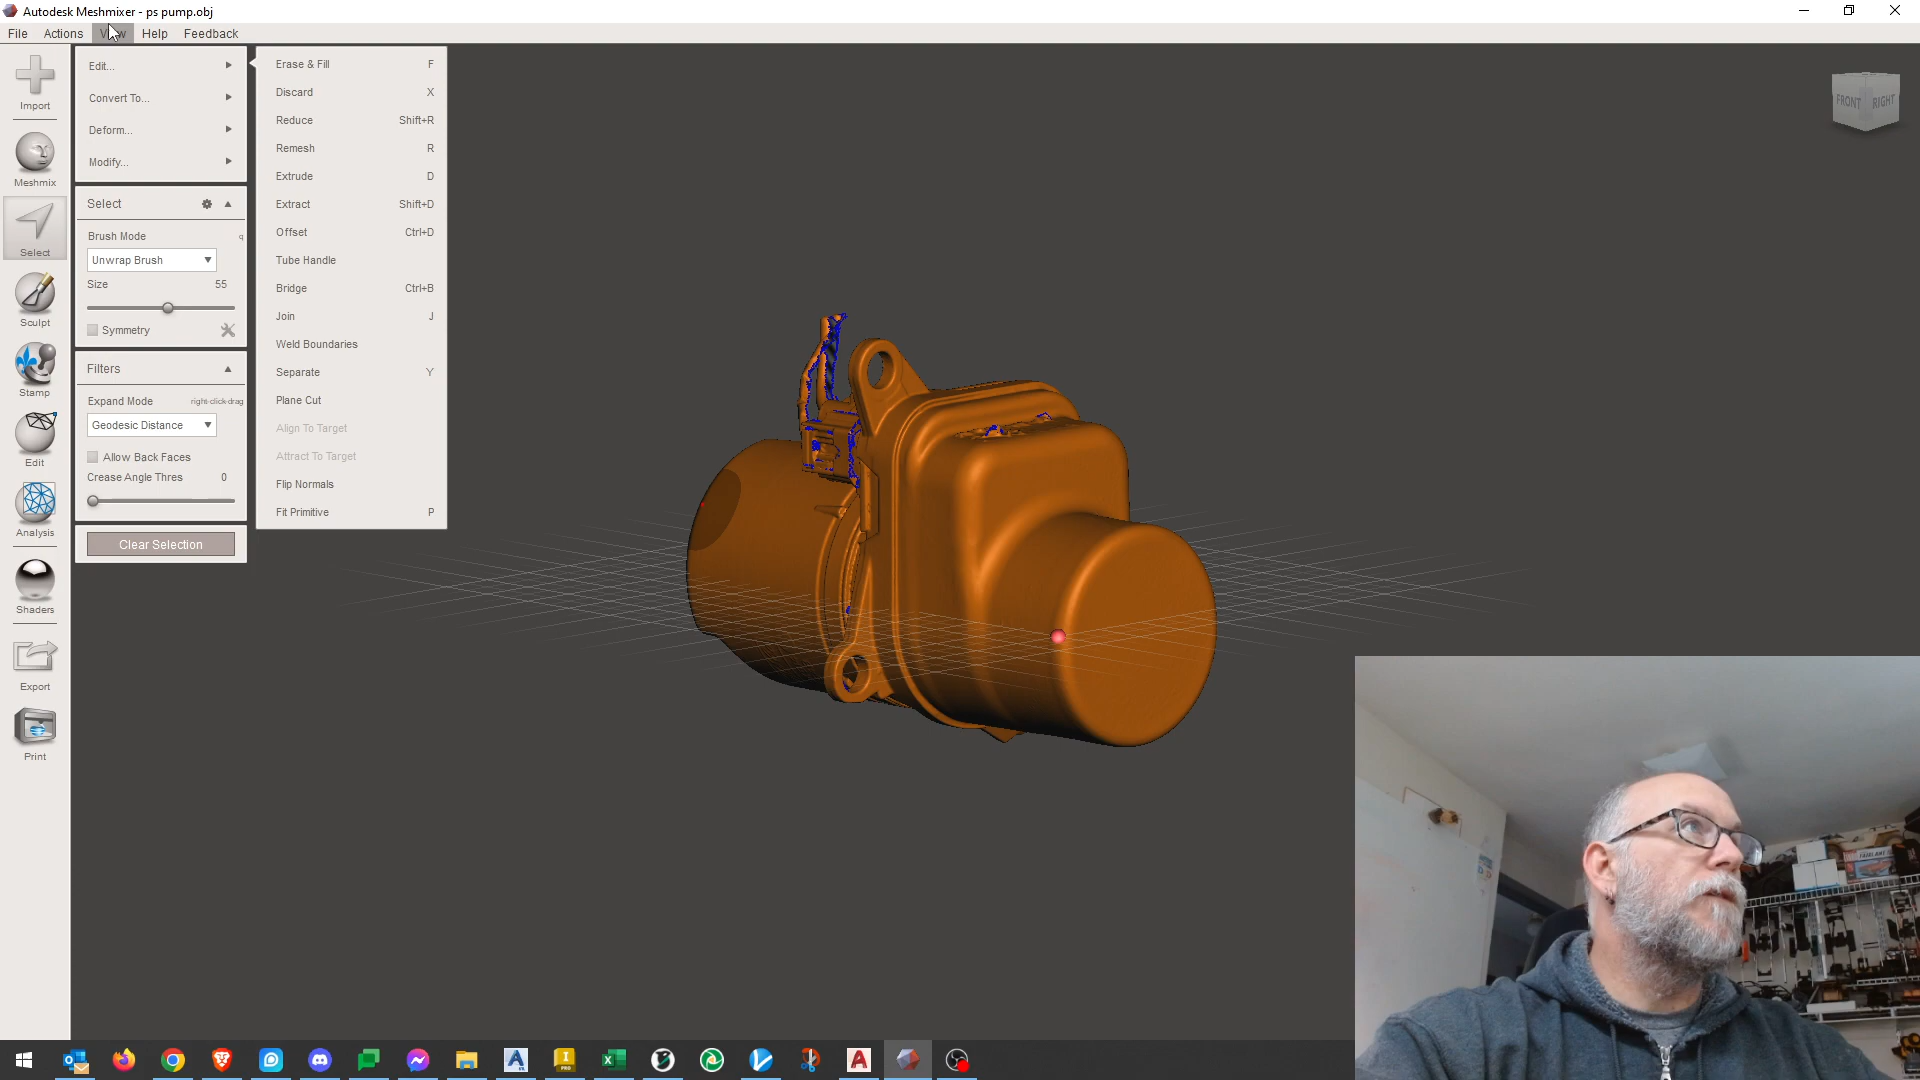 Autodesk Meshmixer - ps pump.obj
File Actions View Help Feedback
Import
Meshmix
Select
Sculpt
Stamp
Edit
Analysis
Shaders
Export
Print
Edit...
Convert To...
Deform...
Modify...
Select
Brush Mode q
Unwrap Brush
Size 55
Symmetry
Filters
Expand Mode right-click-drag
Geodesic Distance
Allow Back Faces
Crease Angle Thres 0
Clear Selection
Erase & Fill F
Discard X
Reduce Shift+R
Remesh R
Extrude D
Extract Shift+D
Offset Ctrl+D
Tube Handle
Bridge Ctrl+B
Join J
Weld Boundaries
Separate Y
Plane Cut
Align To Target
Attract To Target
Flip Normals
Fit Primitive P
FRONT RIGHT